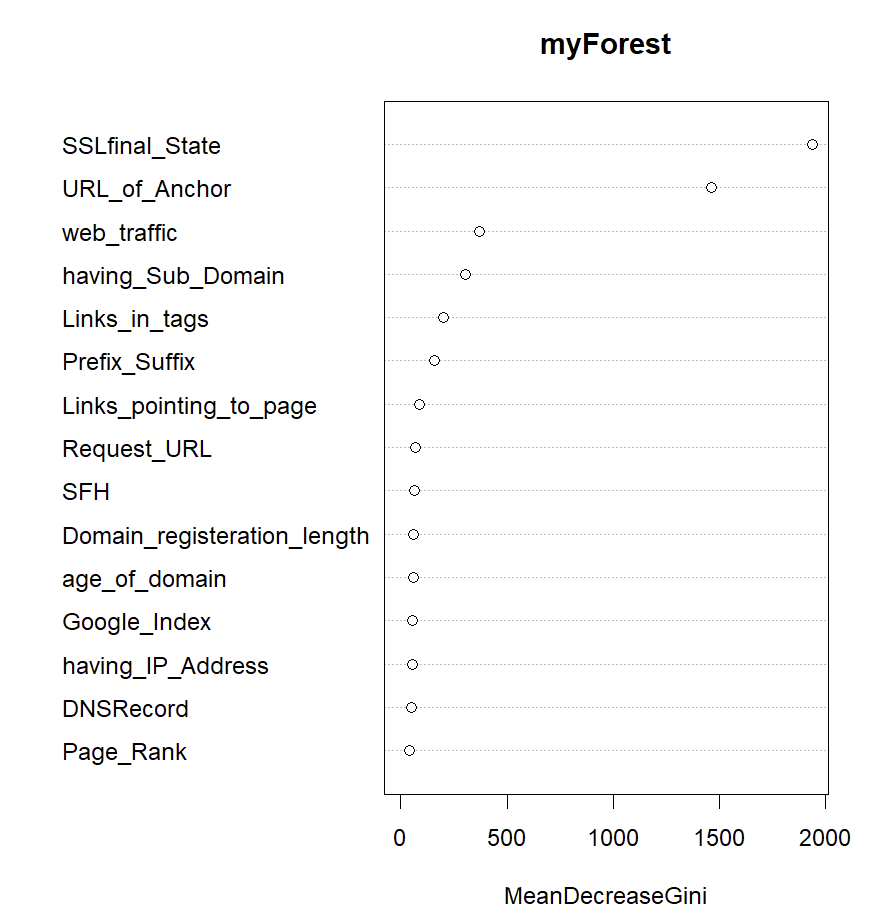 myForest
SSLfinal_State
URL_of_Anchor
web_traffic
having_Sub_Domain
Links_in_tags
Prefix_Suffix
Links_pointing_to_page
Request_URL
SFH
Domain_registeration_length
age_of_domain
Google_Index
having_IP_Address
DNSRecord
Page_Rank
0 500 1000 1500 2000
MeanDecreaseGini